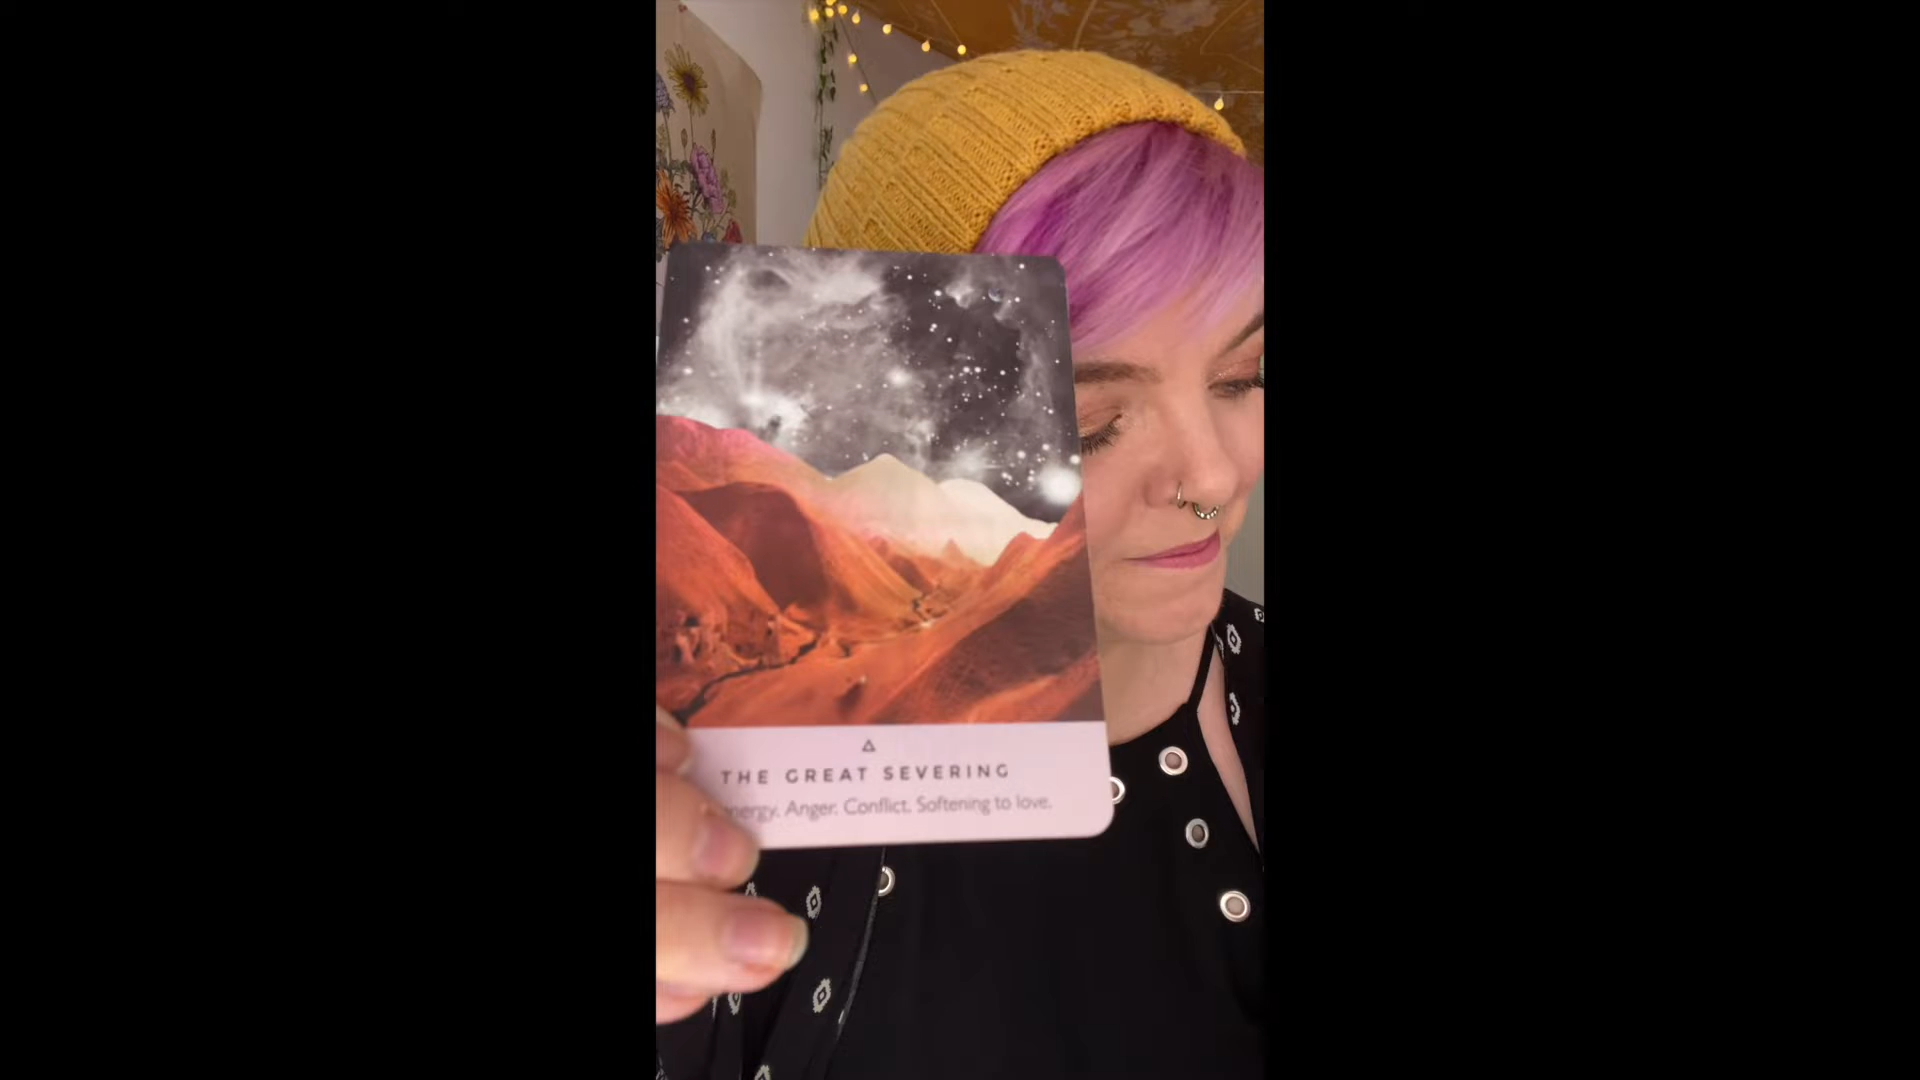 THE GREAT SEVERING
Anger. Conflict. Softening to love.